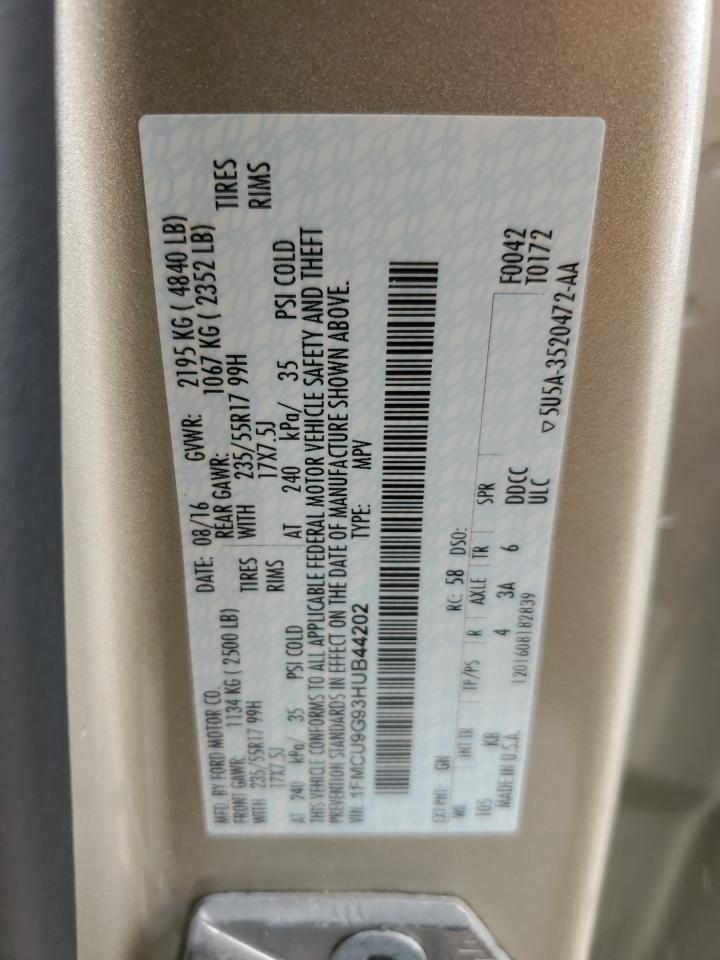 MFD. BY FORD MOTOR CO. DATE: 08/16 GVWR: 2195 KG ( 4840 LB)
FRONT GAWR: 1134 KG ( 2500 LB) REAR GAWR: 1067 KG ( 2352 LB)
WITH 235/55R17 99H TIRES WITH 235/55R17 99H TIRES
17X7.5J RIMS 17X7.5J RIMS
AT 240 kPa/ 35 PSI COLD AT 240 kPa/ 35 PSI COLD
THIS VEHICLE CONFORMS TO ALL APPLICABLE FEDERAL MOTOR VEHICLE SAFETY AND THEFT
PREVENTION STANDARDS IN EFFECT ON THE DATE OF MANUFACTURE SHOWN ABOVE.
VIN: 1FMCU9G93HUB44202 TYPE: MPV
EXT PNT: GN RC: 58 DSO:
WB INT TR TP/PS R AXLE TR SPR
105 KB 4 3A 6 DDCC
MADE IN U.S.A. 1201608182839 ULC
F0042
T0172
▽5U5A-3520472-AA